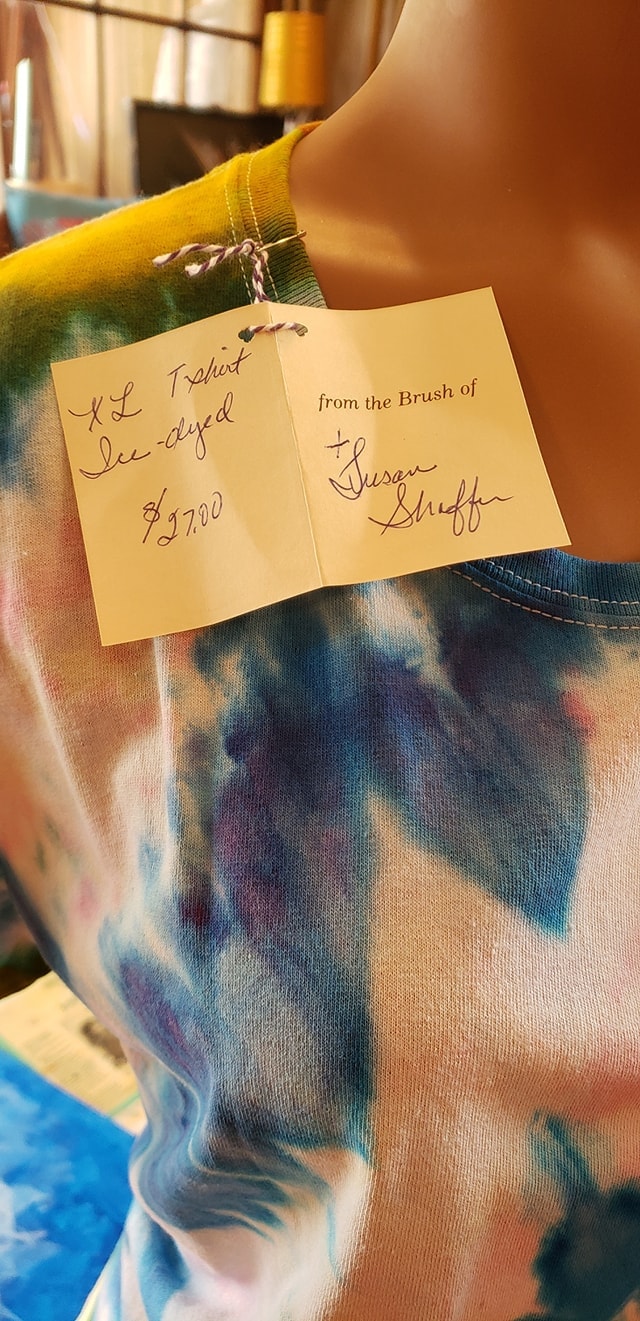 XL Tshirt
Ice-dyed
$27.00
from the Brush of
+
Susan
Shaffer